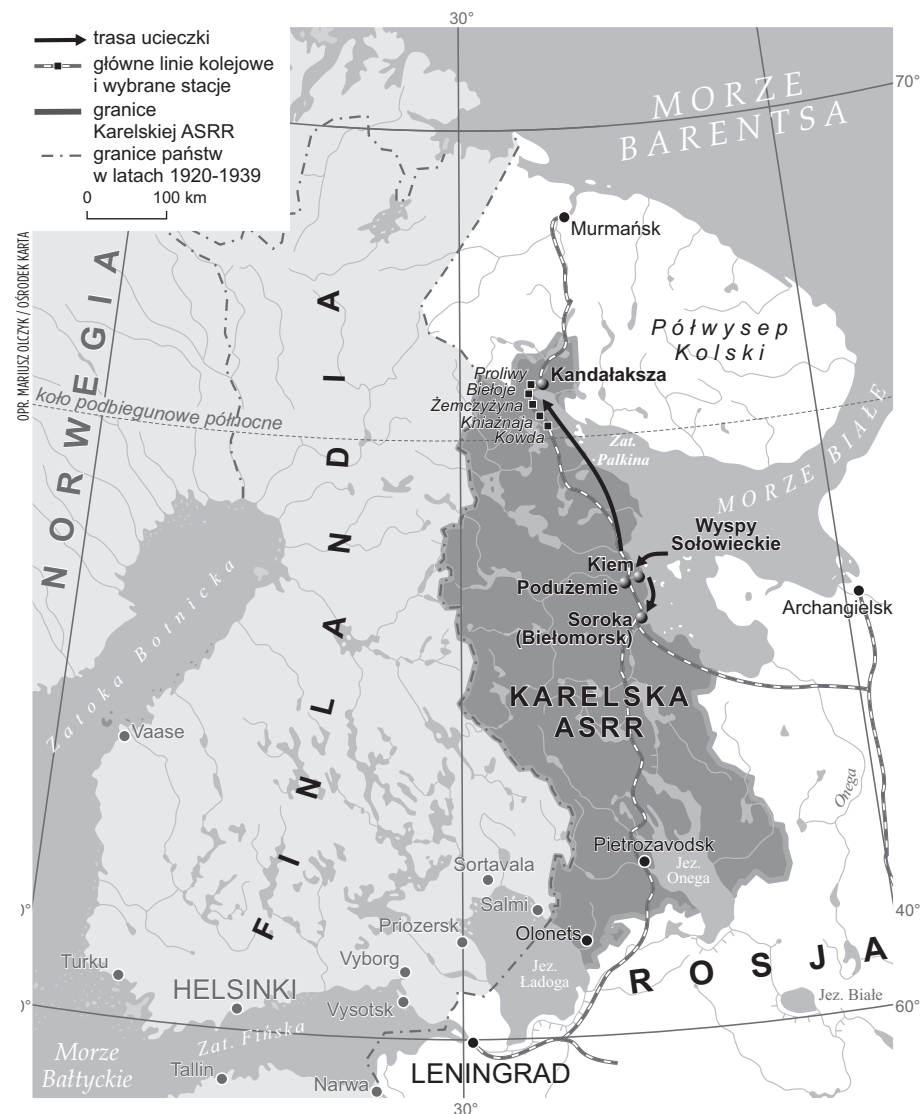 30°
trasa ucieczki
główne linie kolejowe
i wybrane stacje
granice
Karelskiej ASRR
granice państw
w latach 1920-1939
0 100 km
OPR. MARIUSZ OLCZYK / OŚRODEK KARTA
70°
MORZE
BARENTSA
Murmańsk
NORWEGIA
FINLANDIA
Półwysep
Kolski
Proliwy
Biełoje
Żemczyżyna
Kniażnaja
Kowda
Kandałaksza
koło podbiegunowe północne
Zat.
Palkina
MORZE BIAŁE
Wyspy
Sołowieckie
Kiem
Podużemie
Soroka
(Biełomorsk)
Archangielsk
Zatoka Botnicka
KARELSKA
ASRR
Vaase
Onega
Pietrozavodsk
Jez.
Onega
Sortavala
Salmi
Priozersk
Olonets
0°
40°
Vyborg
Turku
HELSINKI
Vysotsk
Jez.
Ładoga
ROSJA
Jez. Białe
0°
60°
Zat. Fińska
Morze
Bałtyckie
Tallin
Narwa
LENINGRAD
30°